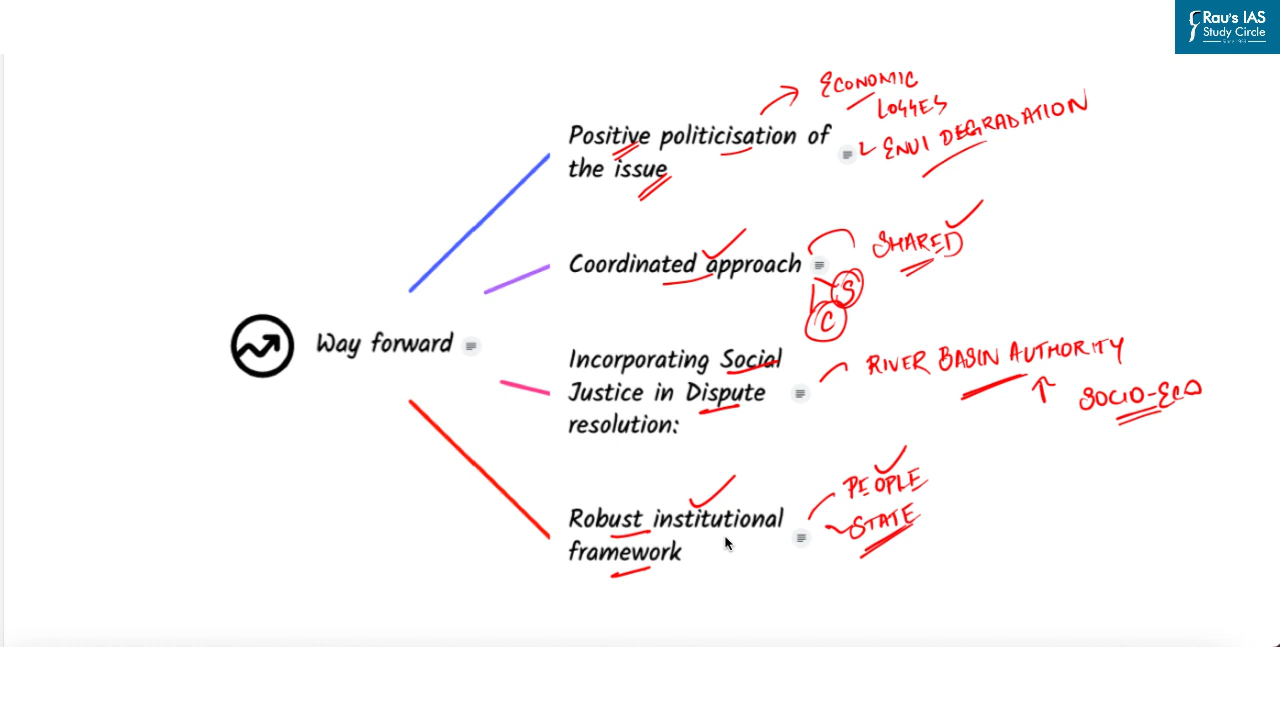 Rau's IAS
Study Circle
ECONOMIC
LOSSES
Positive politicisation of
the issue
ENVI DEGRADATION
Coordinated approach
SHARED
S
C
Way forward
Incorporating Social
Justice in Dispute
resolution:
RIVER BASIN AUTHORITY
SOCIO-ECO
Robust institutional
framework
PEOPLE
STATE